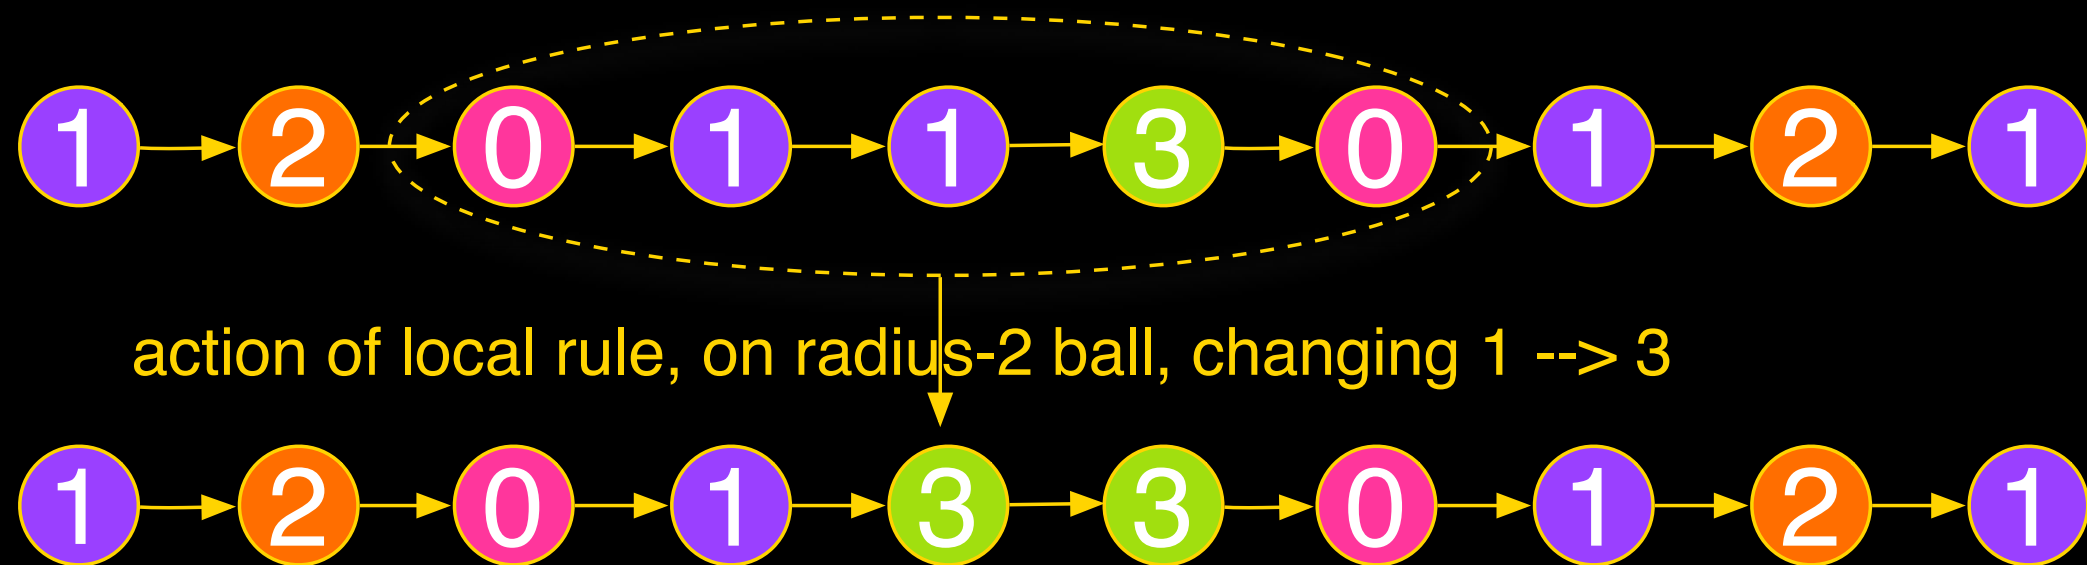 1 2 0 1 1 3 0 1 2 1
action of local rule, on radius-2 ball, changing 1 --> 3
1 2 0 1 3 3 0 1 2 1